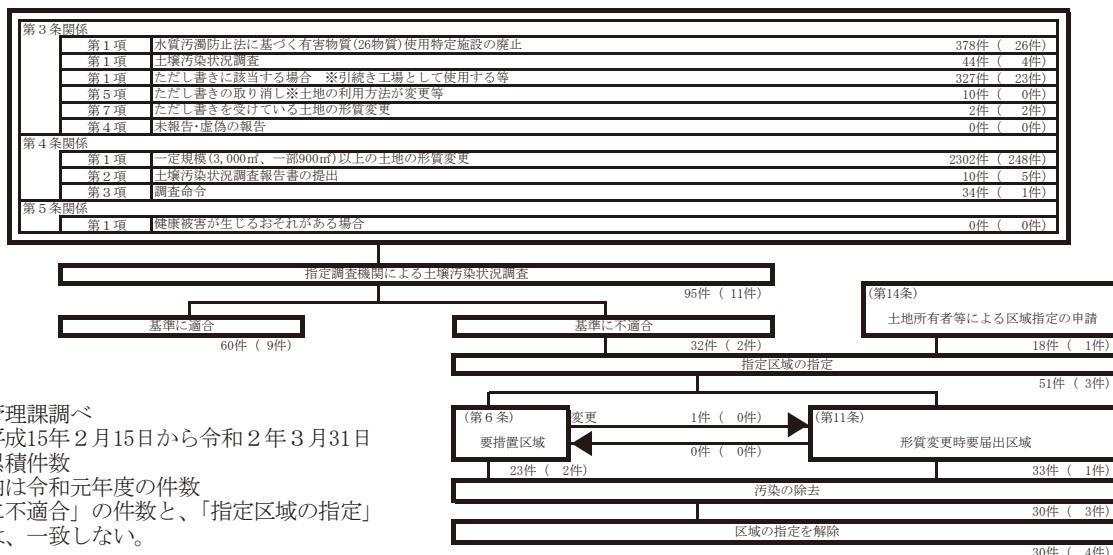 第３条関係
第１項 水質汚濁防止法に基づく有害物質(26物質)使用特定施設の廃止 378件 ( 26件)
第１項 土壌汚染状況調査 44件 ( 4件)
第１項 ただし書きに該当する場合 ※引続き工場として使用する等 327件 ( 23件)
第５項 ただし書きの取り消し※土地の利用方法が変更等 10件 ( 0件)
第７項 ただし書きを受けている土地の形質変更 2件 ( 2件)
第４項 未報告・虚偽の報告 0件 ( 0件)
第４条関係
第１項 一定規模(3,000㎡、一部900㎡)以上の土地の形質変更 2302件 ( 248件)
第２項 土壌汚染状況調査報告書の提出 10件 ( 5件)
第３項 調査命令 34件 ( 1件)
第５条関係
第１項 健康被害が生じるおそれがある場合 0件 ( 0件)
指定調査機関による土壌汚染状況調査
95件 ( 11件)
(第14条)
土地所有者等による区域指定の申請
18件 ( 1件)
基準に適合
60件 ( 9件)
基準に不適合
32件 ( 2件)
指定区域の指定
51件 ( 3件)
(第６条)
要措置区域
23件 ( 2件)
変更 1件 ( 0件)
0件 ( 0件)
(第11条)
形質変更時要届出区域
33件 ( 1件)
汚染の除去
30件 ( 3件)
区域の指定を解除
30件 ( 4件)
管理課調べ
平成15年２月15日から令和２年３月31日
累積件数
内は令和元年度の件数
に不適合」の件数と、「指定区域の指定」
は、一致しない。